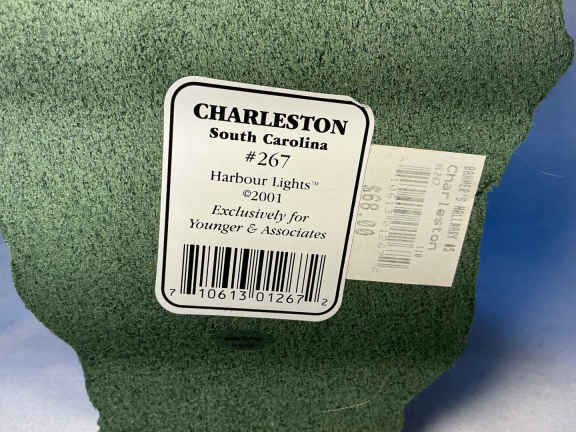 CHARLESTON
South Carolina
#267
Harbour Lights™
©2001
Exclusively for
Younger & Associates
7 10613 01267 2
Charleston
$68.00